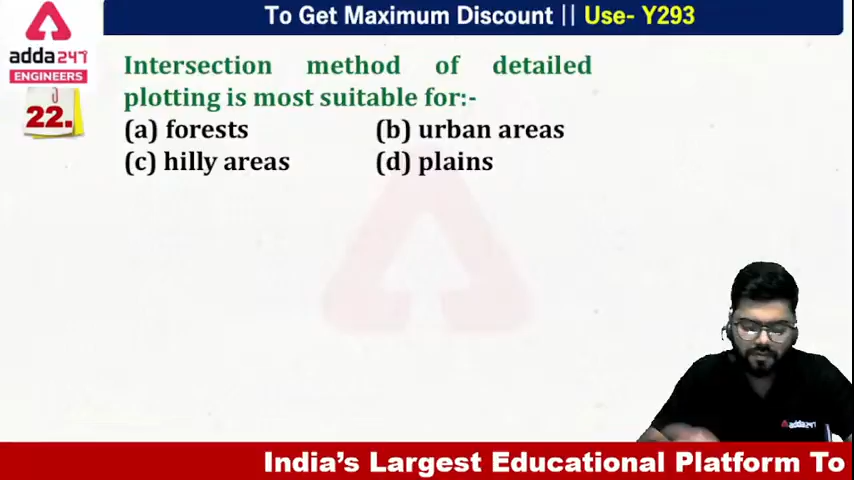 To Get Maximum Discount || Use- Y293
adda247
ENGINEERS
22.
Intersection method of detailed
plotting is most suitable for:-
(a) forests (b) urban areas
(c) hilly areas (d) plains
adda247
India's Largest Educational Platform To